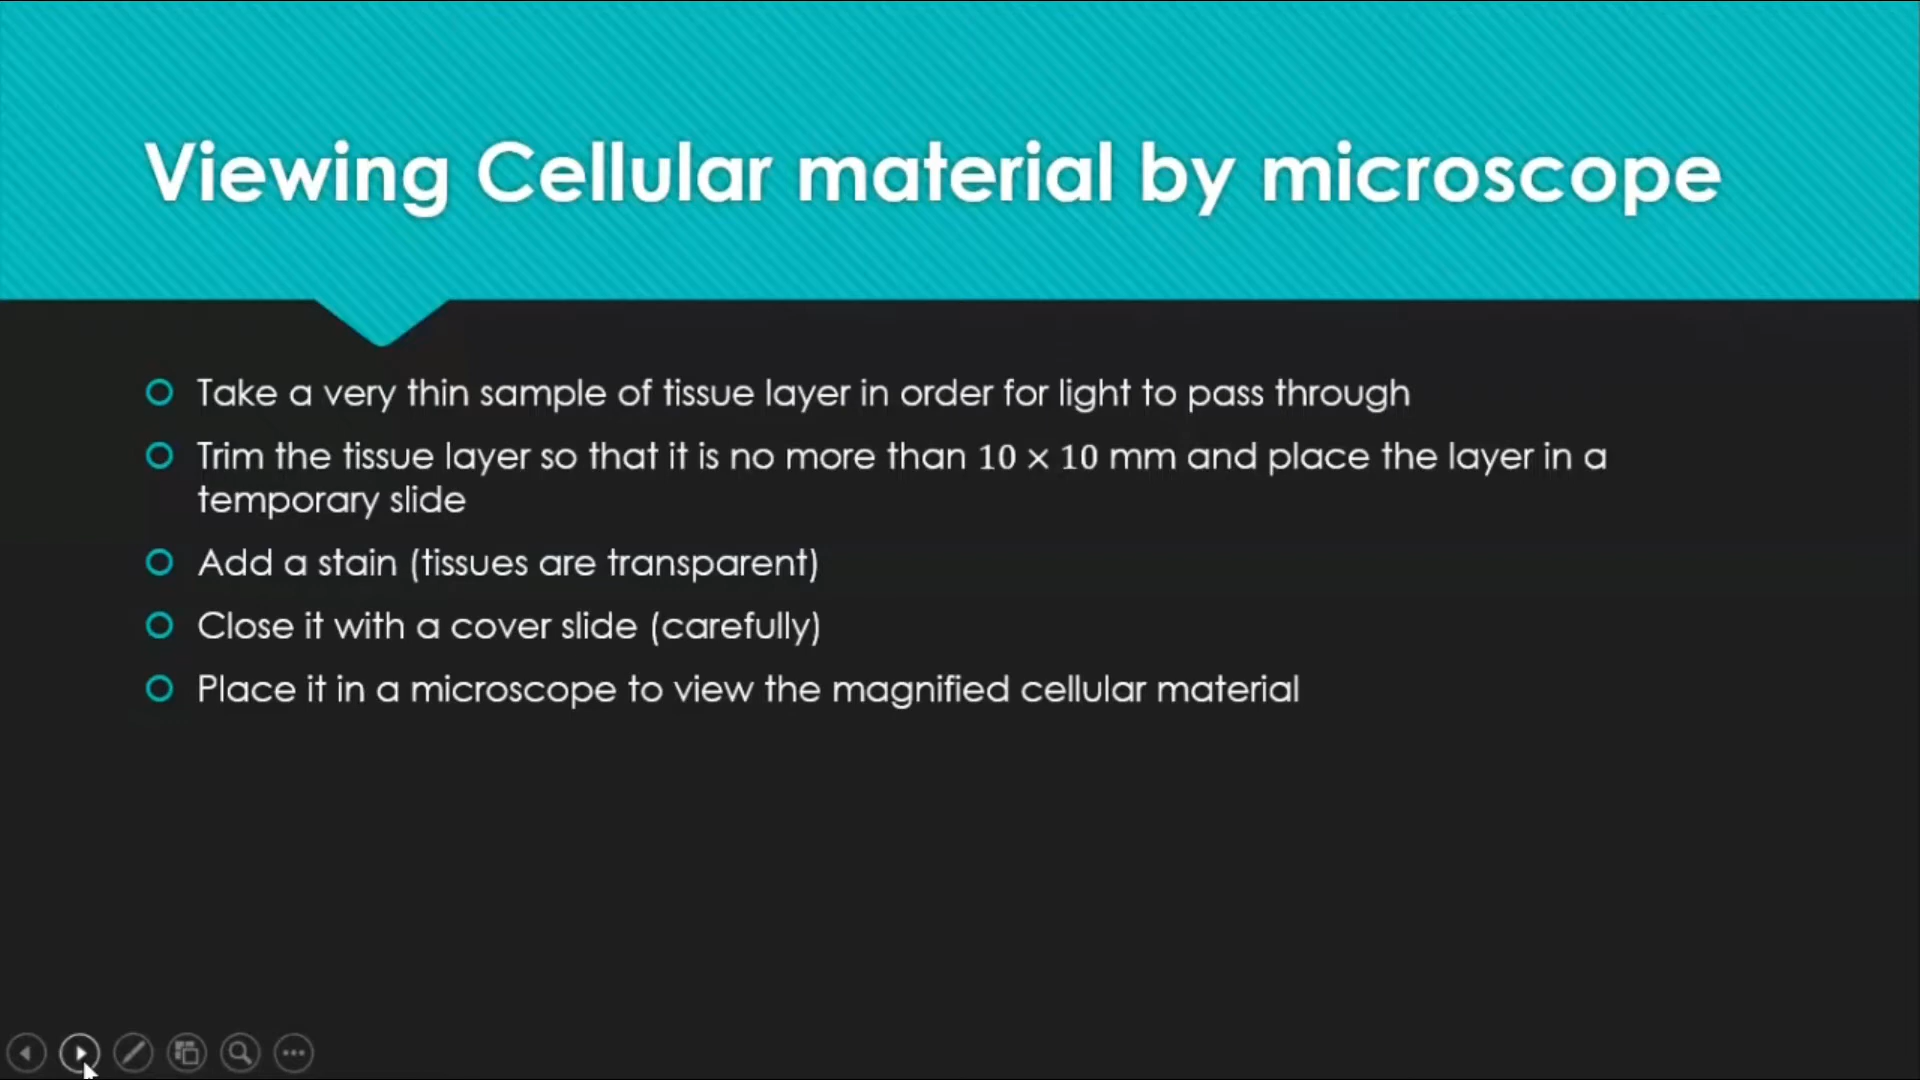 Viewing Cellular material by microscope
Take a very thin sample of tissue layer in order for light to pass through
Trim the tissue layer so that it is no more than 10 × 10 mm and place the layer in a
temporary slide
Add a stain (tissues are transparent)
Close it with a cover slide (carefully)
Place it in a microscope to view the magnified cellular material